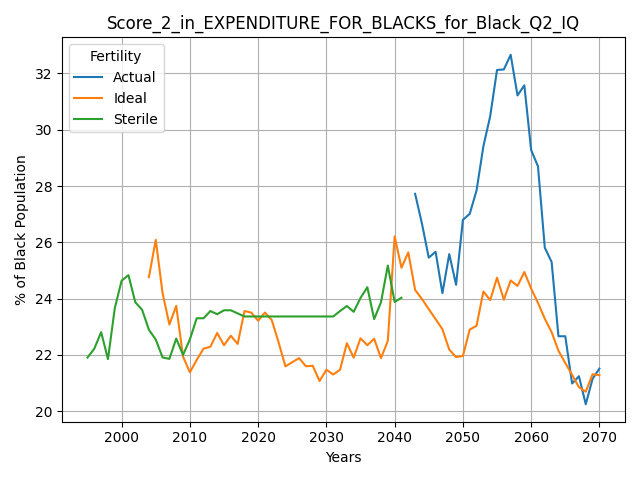 Score_2_in_EXPENDITURE_FOR_BLACKS_for_Black_Q2_IQ
Fertility
Actual
Ideal
Sterile
% of Black Population
32
30
28
26
24
22
20
2000 2010 2020 2030 2040 2050 2060 2070
Years